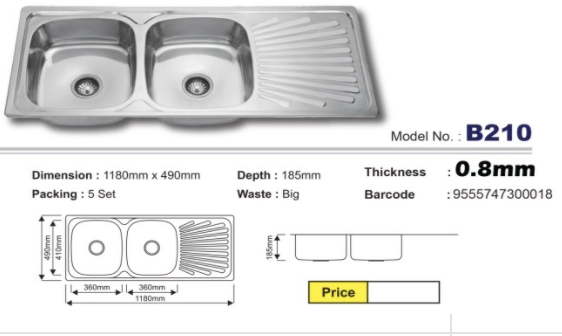 Model No. : B210
Dimension : 1180mm x 490mm
Depth : 185mm
Thickness : 0.8mm
Packing : 5 Set
Waste : Big
Barcode : 9555747300018
490mm
410mm
360mm
360mm
1180mm
185mm
Price